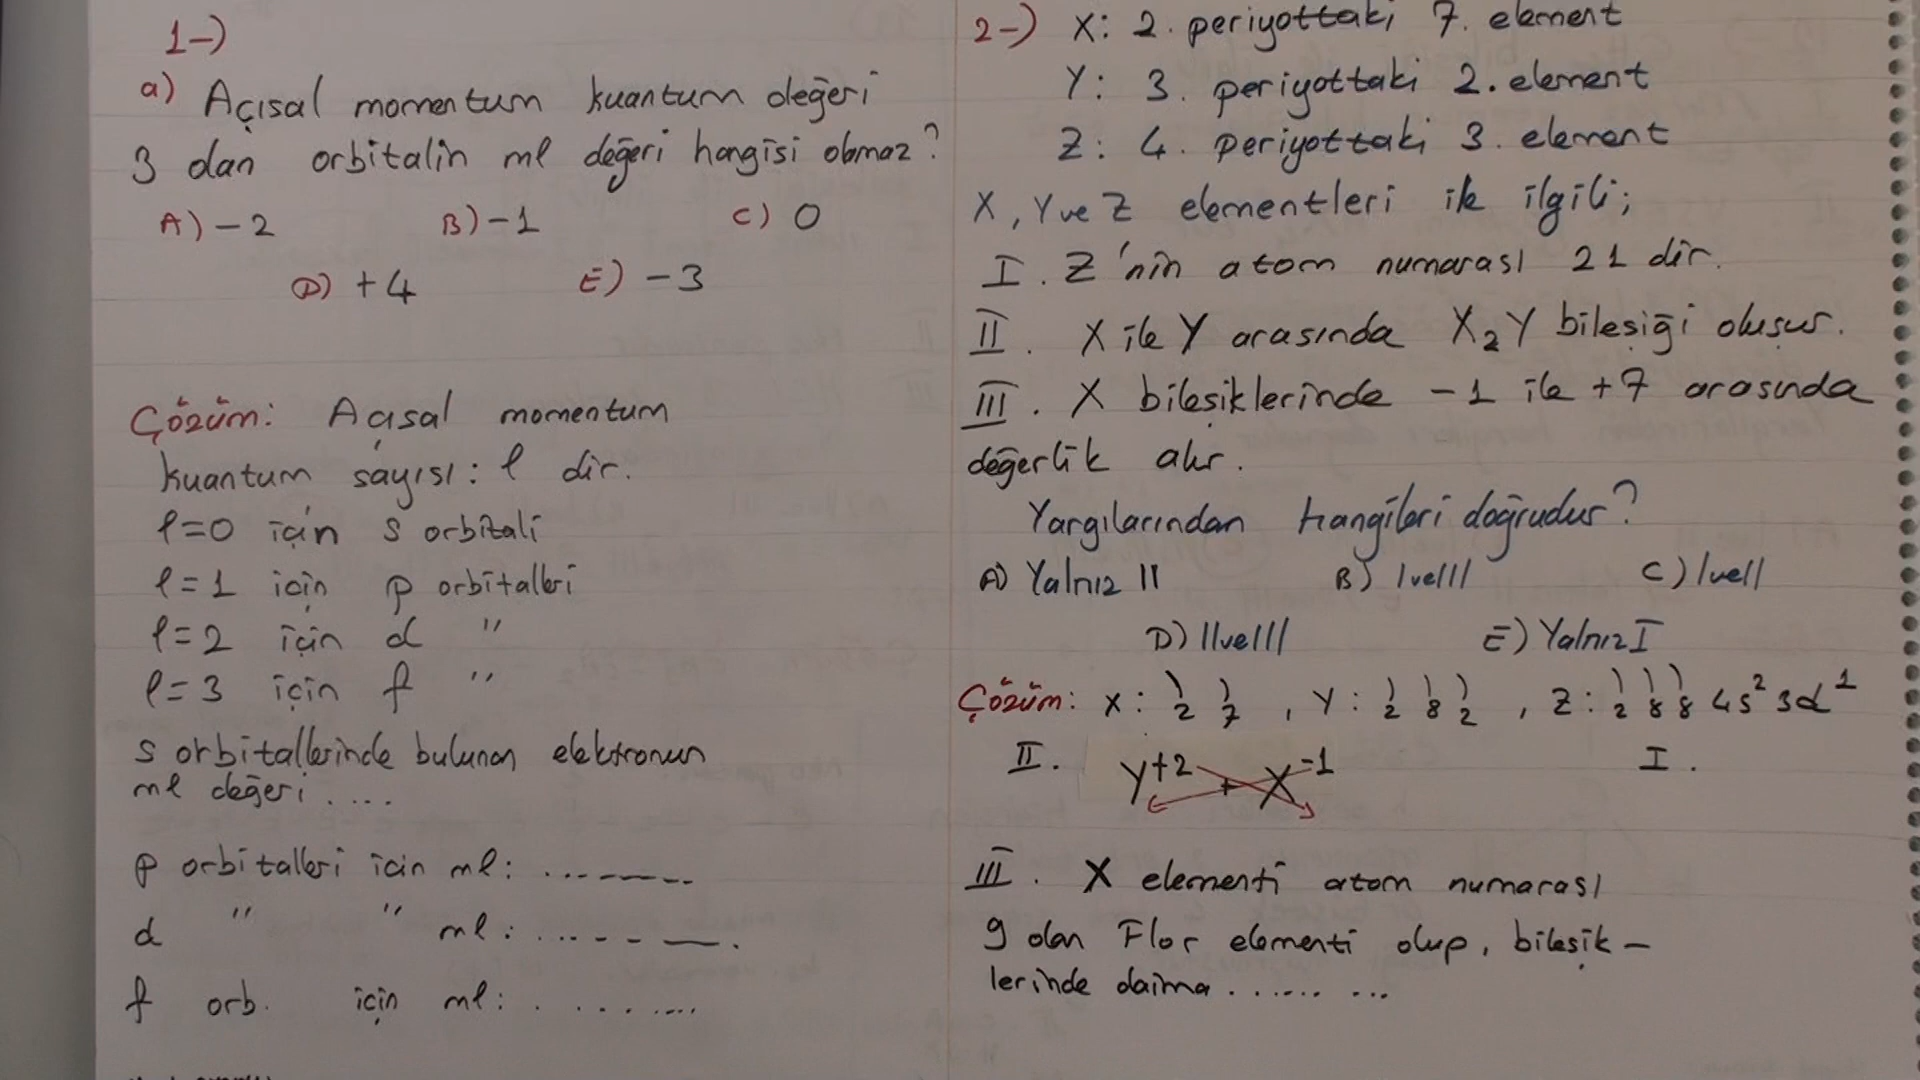 1-)
a) Açısal momentum kuantum değeri
3 olan orbitalin ml değeri hangisi olamaz?
A) -2 B) -1 C) 0
D) +4 E) -3
Çözüm: Açısal momentum
kuantum sayısı: l dir.
l=0 için s orbitali
l=1 için p orbitalleri
l=2 için d "
l=3 için f "
s orbitallerinde bulunan elektronun
ml değeri ....
p orbitalleri için ml: ...----..
d " " ml: ...--- —.
f orb. için ml: ........
2-) X: 2. periyottaki 7. element
Y: 3. periyottaki 2. element
Z: 4. periyottaki 3. element
X, Y ve Z elementleri ile ilgili;
I. Z'nin atom numarası 21 dir.
II. X ile Y arasında X₂Y bileşiği oluşur.
III. X bileşiklerinde -1 ile +7 arasında
değerlik alır.
Yargılarından hangileri doğrudur?
A) Yalnız II B) I ve III C) I ve II
D) II ve III E) Yalnız I
Çözüm: X: ) 2 ) 7 , Y: ) 2 ) 8 ) 2 , Z: ) 2 ) 8 ) 8 4s² 3d¹
II. Y⁺² + X⁻¹ I.
III. X elementi atom numarası
9 olan Flor elementi olup, bileşik-
lerinde daima .........